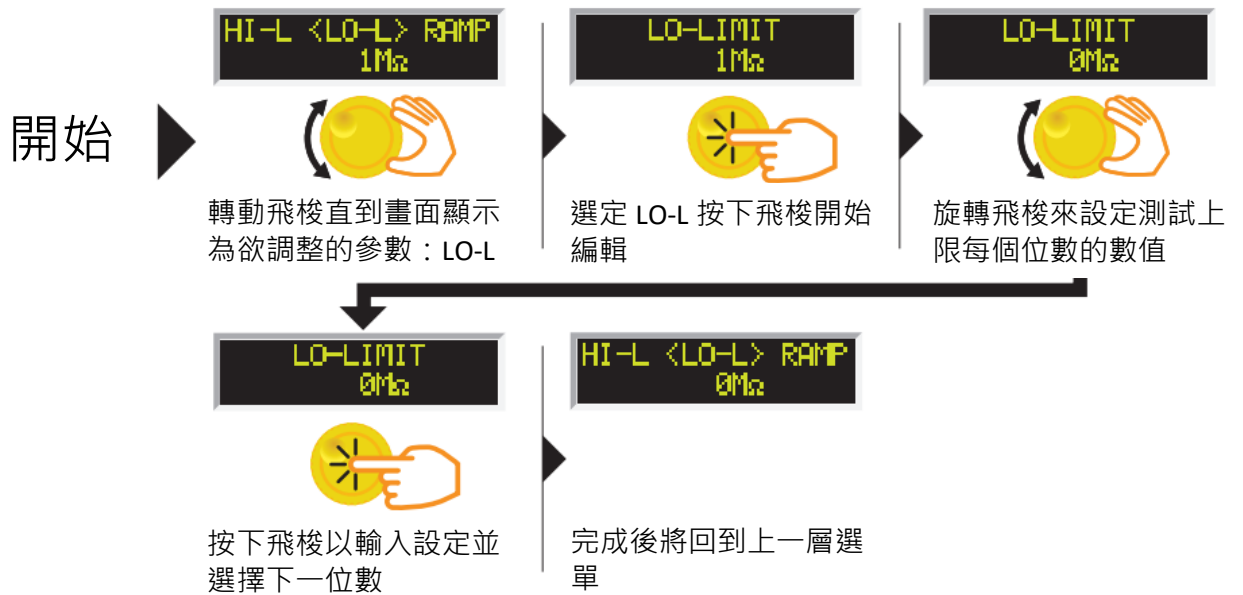 HI-L <LO-L> RAMP
1MΩ
LO-LIMIT
1MΩ
LO-LIMIT
0MΩ
開始
轉動飛梭直到畫面顯示
為欲調整的參數：LO-L
選定 LO-L 按下飛梭開始
編輯
旋轉飛梭來設定測試上
限每個位數的數值
LO-LIMIT
0MΩ
HI-L <LO-L> RAMP
0MΩ
按下飛梭以輸入設定並
選擇下一位數
完成後將回到上一層選
單